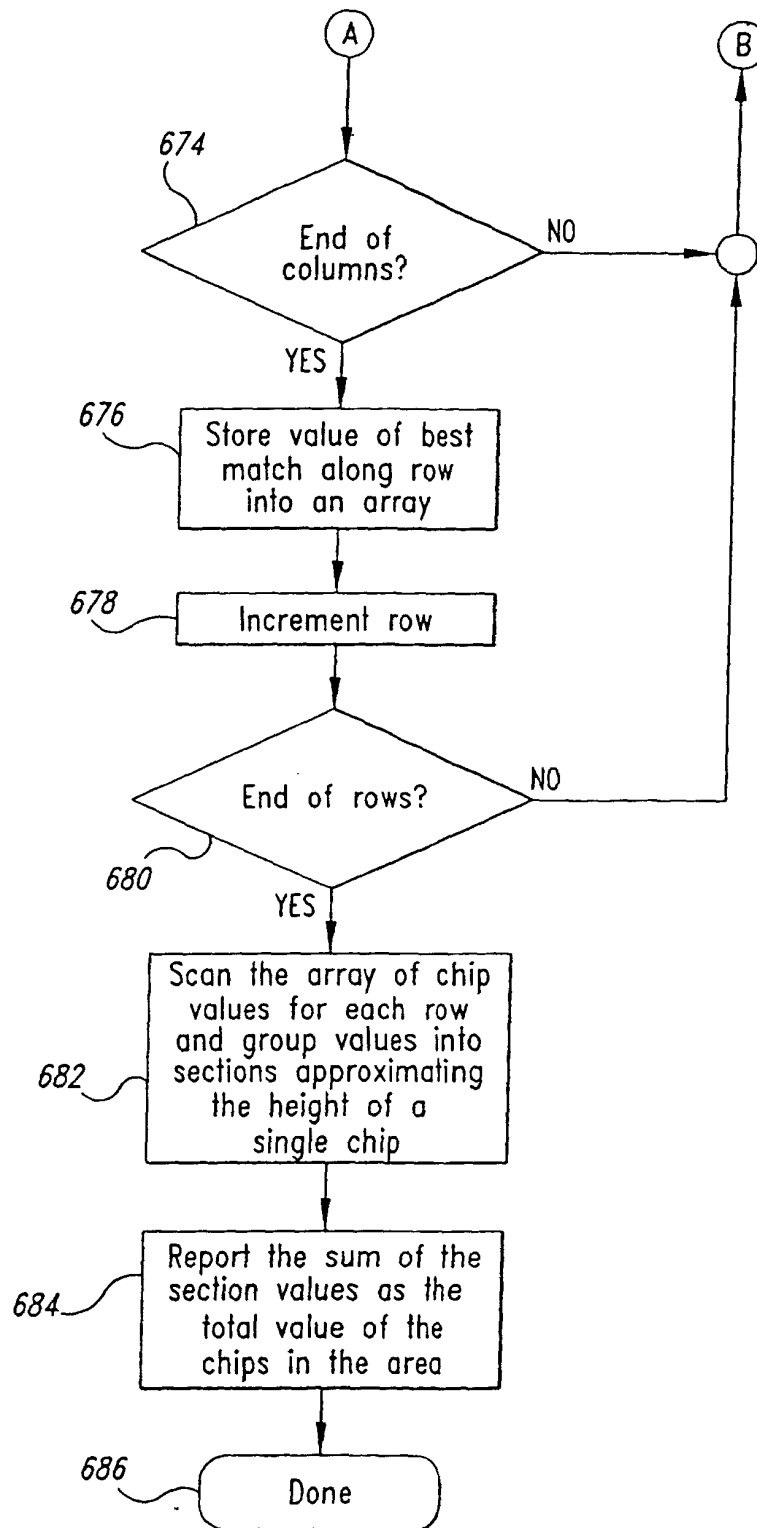 A
B
674
End of
columns?
NO
YES
676
Store value of best
match along row
into an array
678
Increment row
End of rows?
NO
680
YES
Scan the array of chip
values for each row
and group values into
sections approximating
the height of a
single chip
682
Report the sum of the
section values as the
total value of the
chips in the area
684
686
Done